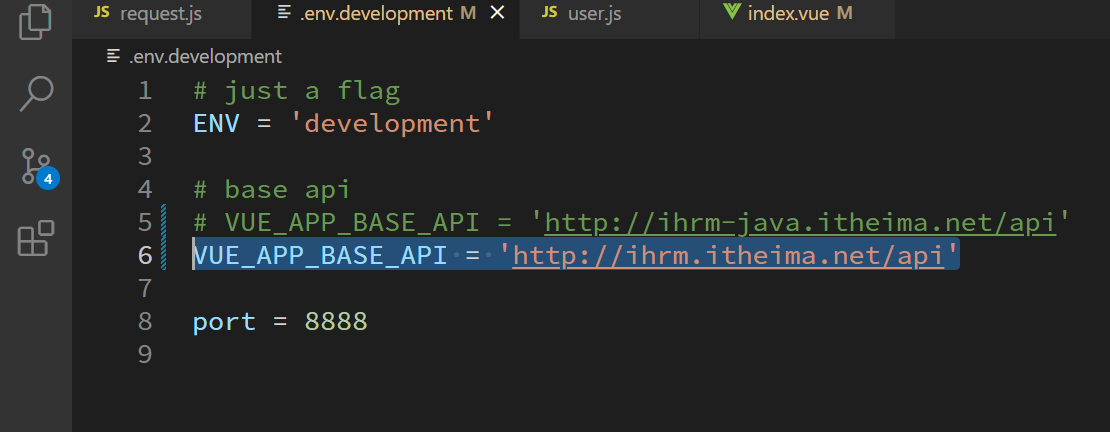 JS request.js
.env.development M
JS user.js
index.vue M
.env.development
1 # just a flag
2 ENV = 'development'
3
4 # base api
5 # VUE_APP_BASE_API = 'http://ihrm-java.itheima.net/api'
6 VUE_APP_BASE_API = 'http://ihrm.itheima.net/api'
7
8 port = 8888
9
4